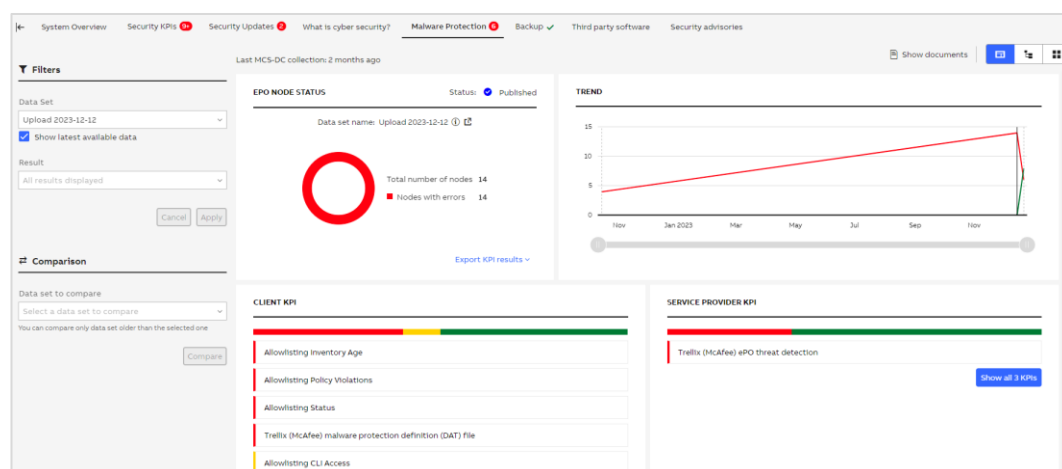 System Overview Security KPIs 9+ Security Updates 2 What is cyber security? Malware Protection 6 Backup Third party software Security advisories
Last MCS-DC collection: 2 months ago
Show documents
Filters
Data Set
Upload 2023-12-12
Show latest available data
Result
All results displayed
Cancel Apply
Comparison
Data set to compare
Select a data set to compare
You can compare only data set older than the selected one
Compare
EPO NODE STATUS Status: Published
Data set name: Upload 2023-12-12
Total number of nodes 14
Nodes with errors 14
Export KPI results
TREND
15
10
5
0
Nov Jan 2023 Mar May Jul Sep Nov
CLIENT KPI
Allowlisting Inventory Age
Allowlisting Policy Violations
Allowlisting Status
Trellix (McAfee) malware protection definition (DAT) file
Allowlisting CLI Access
SERVICE PROVIDER KPI
Trellix (McAfee) ePO threat detection
Show all 3 KPIs